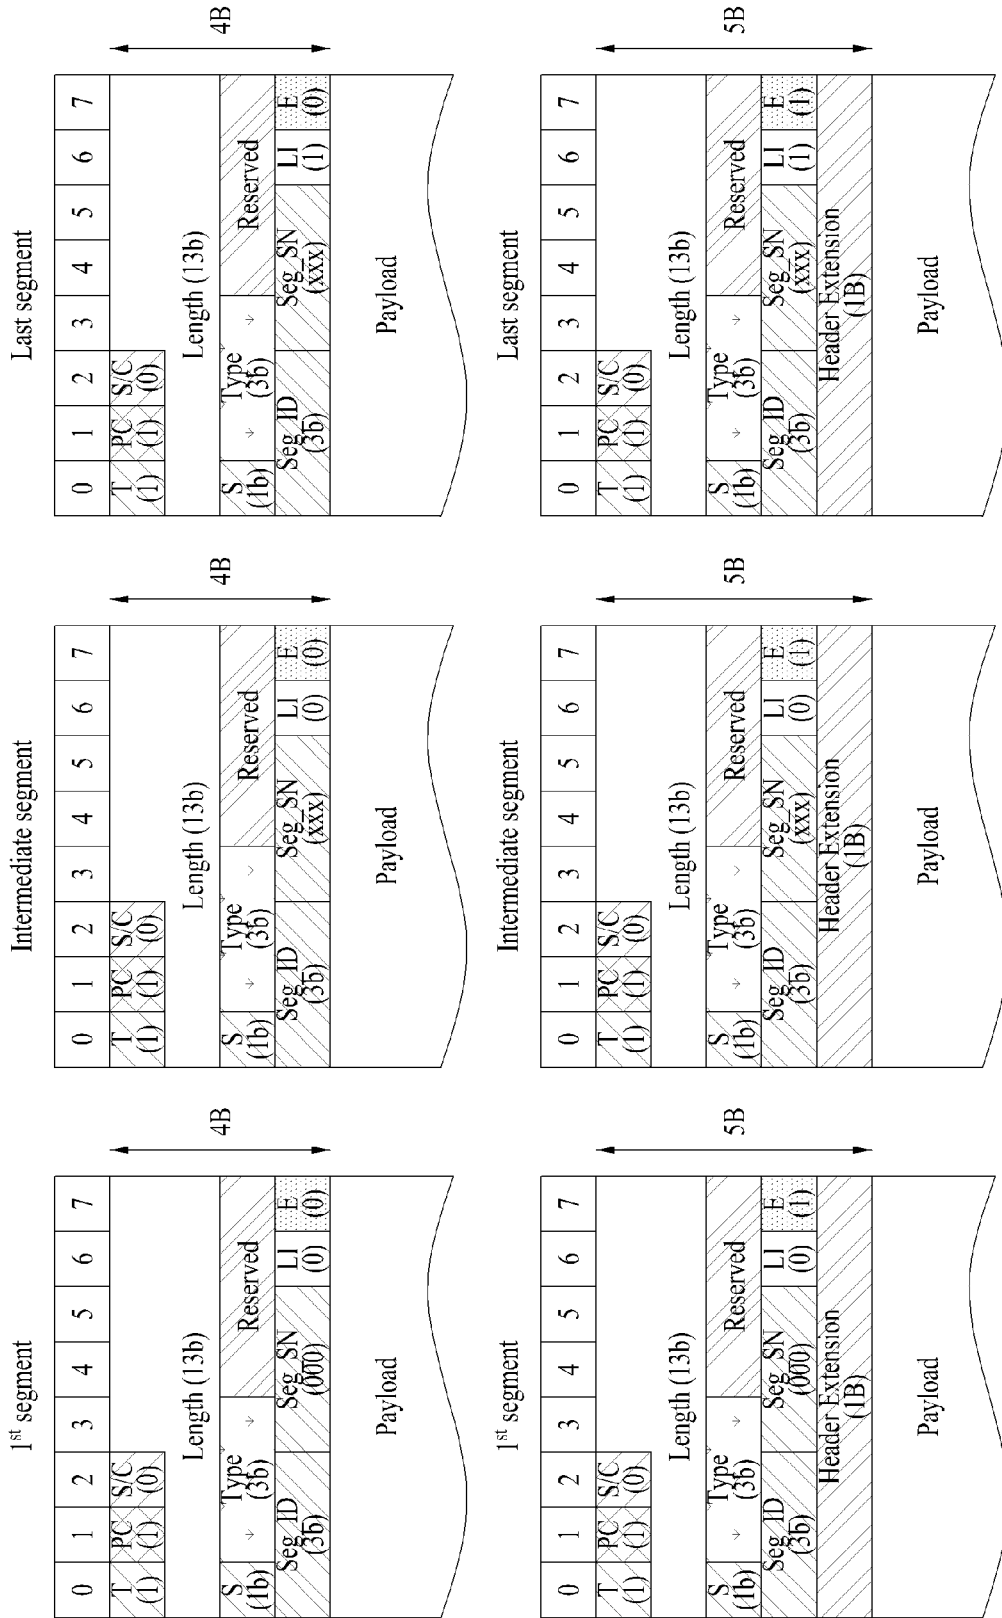 1st segment
0 1 2 3 4 5 6 7
T (1) PC (1) S/C (0)
Length (13b)
S (1b) Type (3b) Reserved
Seg_ID (3b) Seg_SN (000) LI (0) E (0)
Payload
4B
Intermediate segment
0 1 2 3 4 5 6 7
T (1) PC (1) S/C (0)
Length (13b)
S (1b) Type (3b) Reserved
Seg_ID (3b) Seg_SN (xxx) LI (0) E (0)
Payload
4B
Last segment
0 1 2 3 4 5 6 7
T (1) PC (1) S/C (0)
Length (13b)
S (1b) Type (3b) Reserved
Seg_ID (3b) Seg_SN (xxx) LI (1) E (0)
Payload
4B
1st segment
0 1 2 3 4 5 6 7
T (1) PC (1) S/C (0)
Length (13b)
S (1b) Type (3b) Reserved
Seg_ID (3b) Seg_SN (000) LI (0) E (1)
Header Extension (1B)
Payload
5B
Intermediate segment
0 1 2 3 4 5 6 7
T (1) PC (1) S/C (0)
Length (13b)
S (1b) Type (3b) Reserved
Seg_ID (3b) Seg_SN (xxx) LI (0) E (1)
Header Extension (1B)
Payload
5B
Last segment
0 1 2 3 4 5 6 7
T (1) PC (1) S/C (0)
Length (13b)
S (1b) Type (3b) Reserved
Seg_ID (3b) Seg_SN (xxx) LI (1) E (1)
Header Extension (1B)
Payload
5B